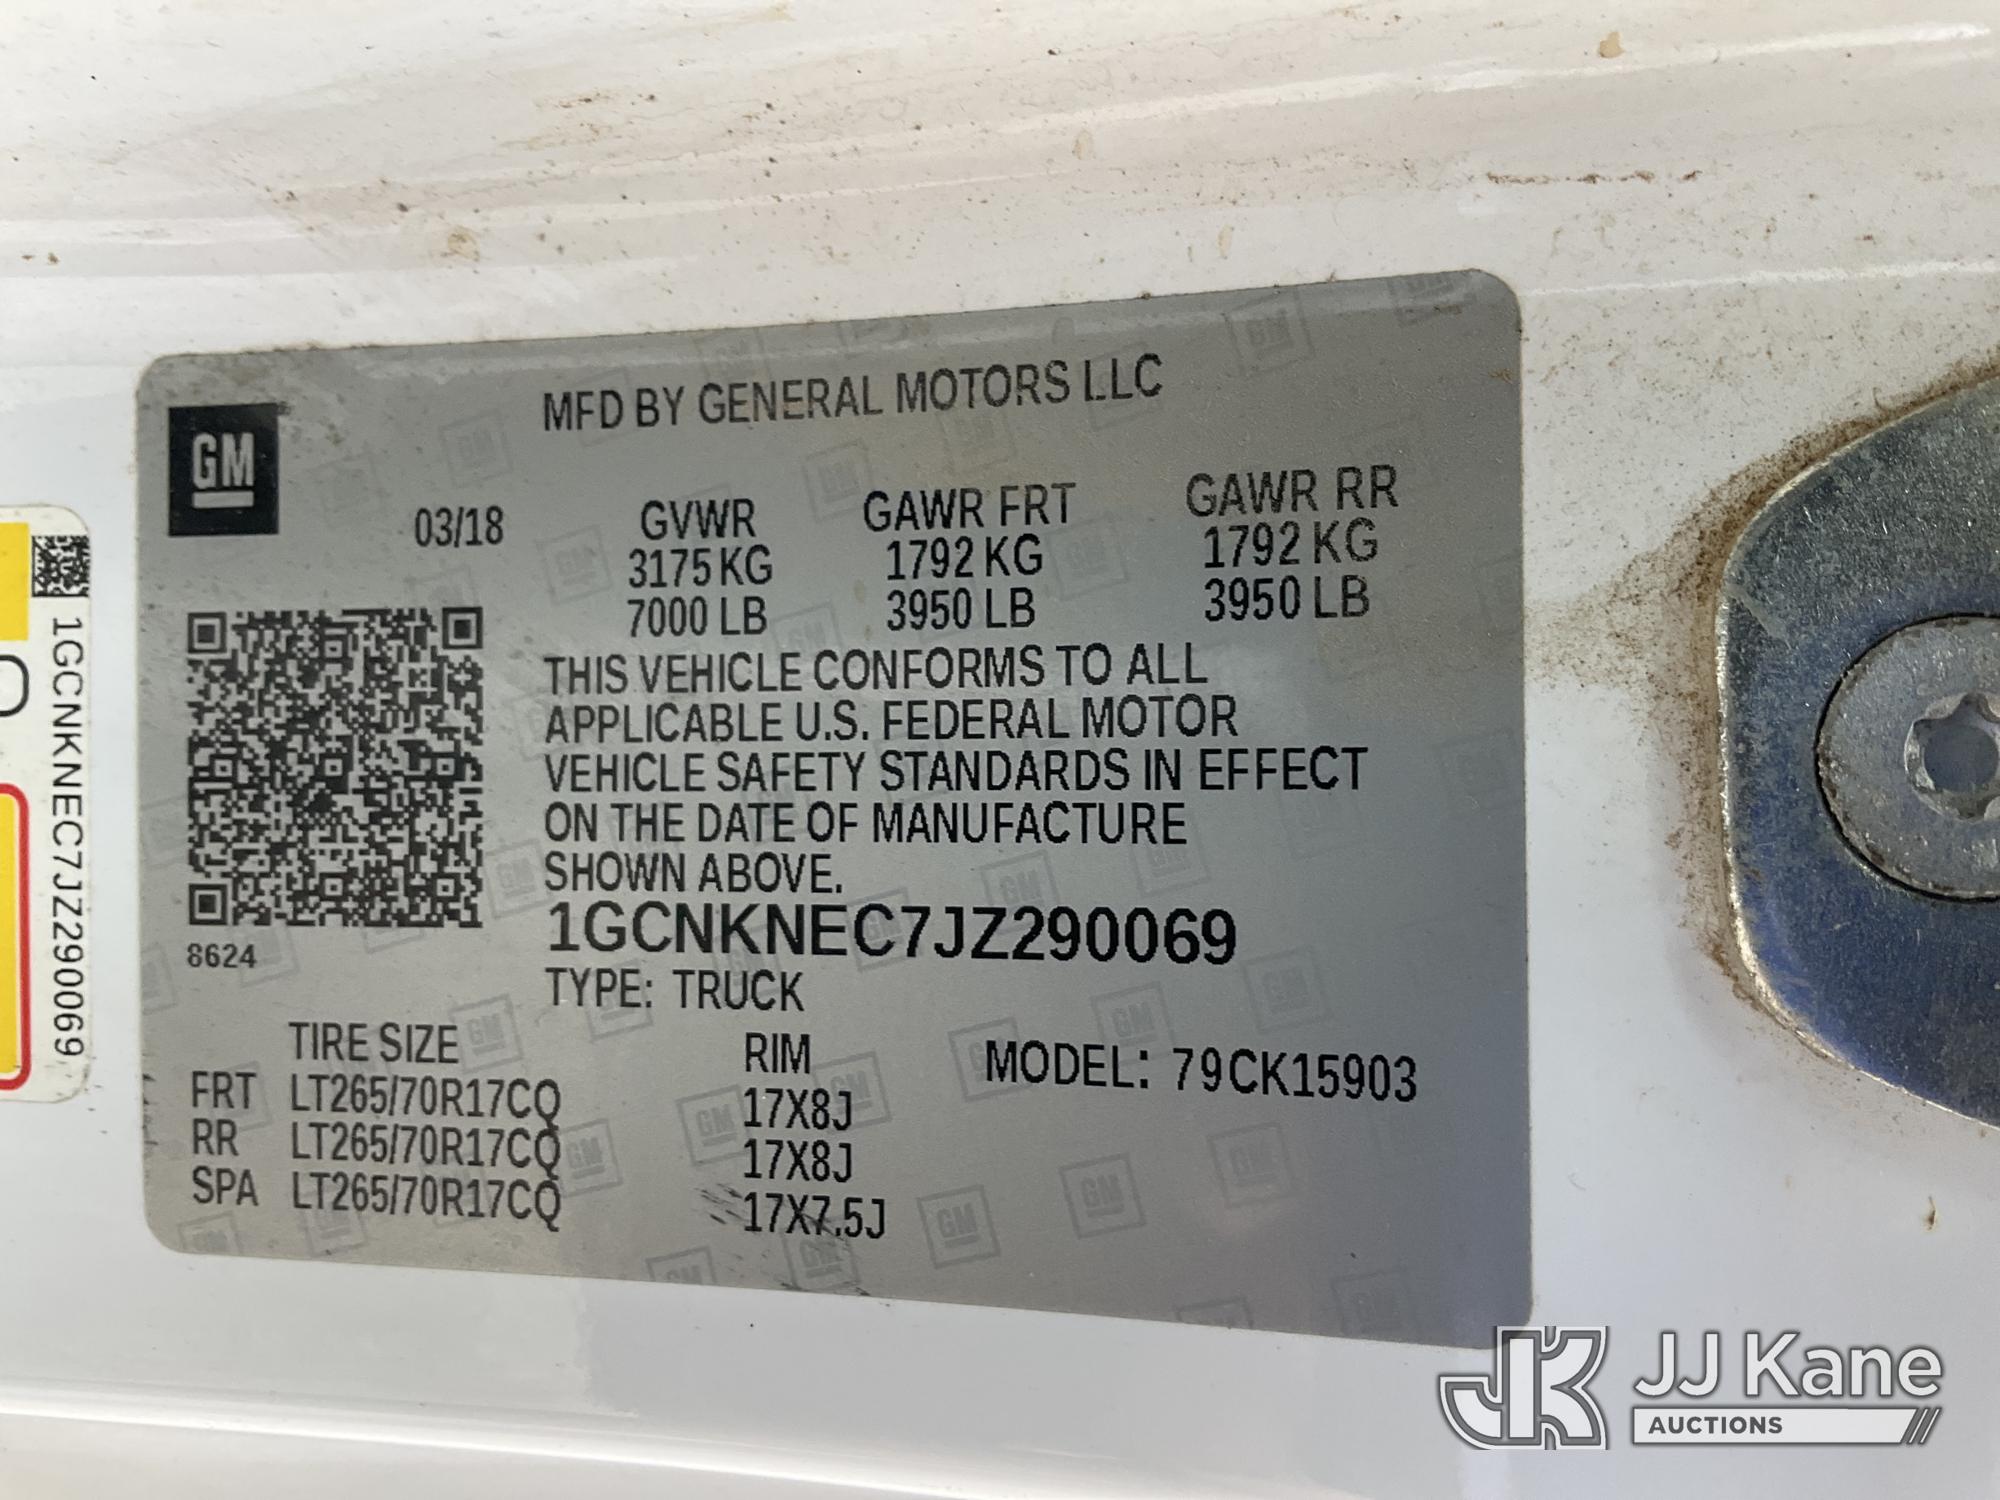 MFD BY GENERAL MOTORS LLC
GM
03/18
GVWR
3175 KG
7000 LB
GAWR FRT
1792 KG
3950 LB
GAWR RR
1792 KG
3950 LB
THIS VEHICLE CONFORMS TO ALL
APPLICABLE U.S. FEDERAL MOTOR
VEHICLE SAFETY STANDARDS IN EFFECT
ON THE DATE OF MANUFACTURE
SHOWN ABOVE.
8624
1GCNKNEC7JZ290069
TYPE: TRUCK
TIRE SIZE RIM
MODEL: 79CK15903
FRT LT265/70R17CQ 17X8J
RR LT265/70R17CQ 17X8J
SPA LT265/70R17CQ 17X7.5J
1GCNKNEC7JZ290069
JK JJ Kane
AUCTIONS